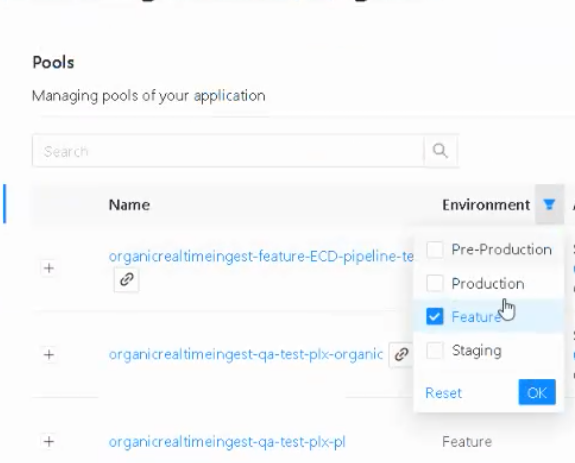 Pools
Managing pools of your application
Search
Name Environment
Pre-Production
organicrealtimeingest-feature-ECD-pipeline-te
Production
Feature
organicrealtimeingest-qa-test-plx-organic
Staging
Reset OK
organicrealtimeingest-qa-test-plx-pl Feature